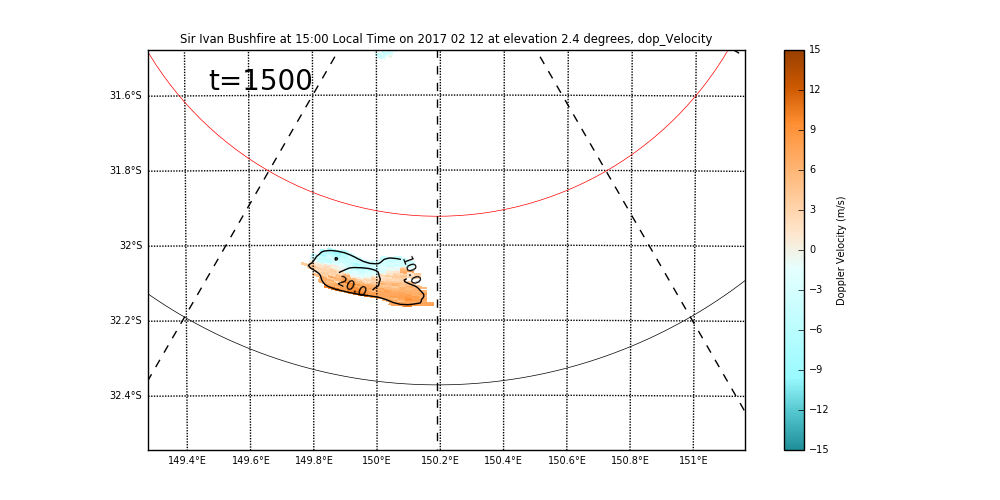 Sir Ivan Bushfire at 15:00 Local Time on 2017 02 12 at elevation 2.4 degrees, dop_Velocity
t=1500
31.6°S
31.8°S
32°S
32.2°S
32.4°S
10.0
20.0
149.4°E 149.6°E 149.8°E 150°E 150.2°E 150.4°E 150.6°E 150.8°E 151°E
15
12
9
6
3
0
−3
−6
−9
−12
−15
Doppler Velocity (m/s)